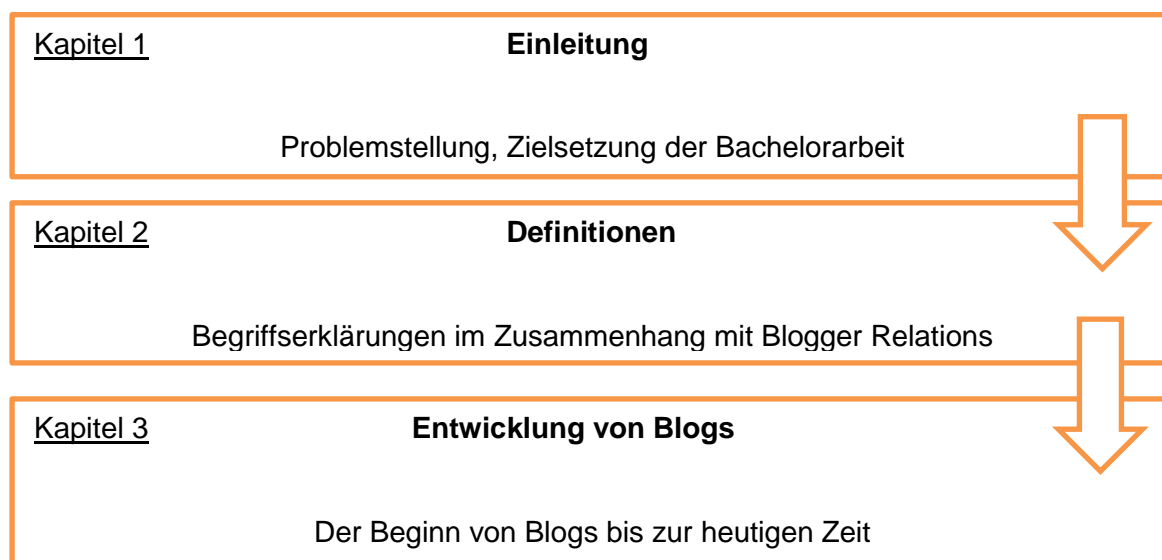 Kapitel 1 Einleitung
Problemstellung, Zielsetzung der Bachelorarbeit
Kapitel 2 Definitionen
Begriffserklärungen im Zusammenhang mit Blogger Relations
Kapitel 3 Entwicklung von Blogs
Der Beginn von Blogs bis zur heutigen Zeit